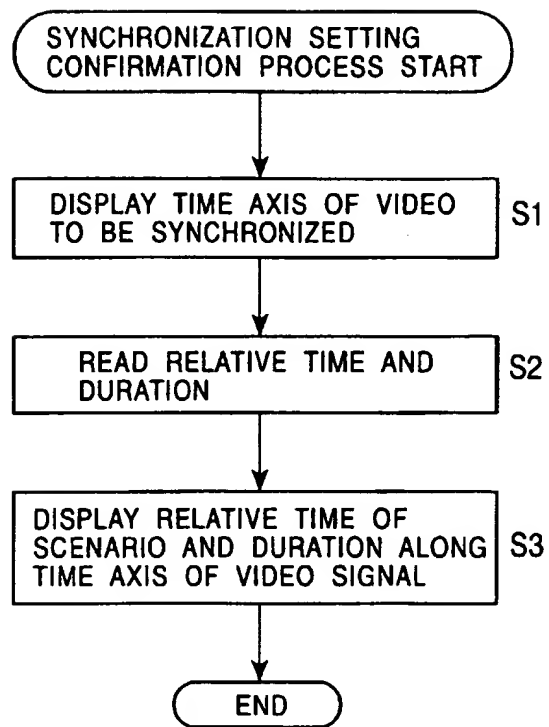 SYNCHRONIZATION SETTING
CONFIRMATION PROCESS START
DISPLAY TIME AXIS OF VIDEO
TO BE SYNCHRONIZED
S1
READ RELATIVE TIME AND
DURATION
S2
DISPLAY RELATIVE TIME OF
SCENARIO AND DURATION ALONG
TIME AXIS OF VIDEO SIGNAL
S3
END